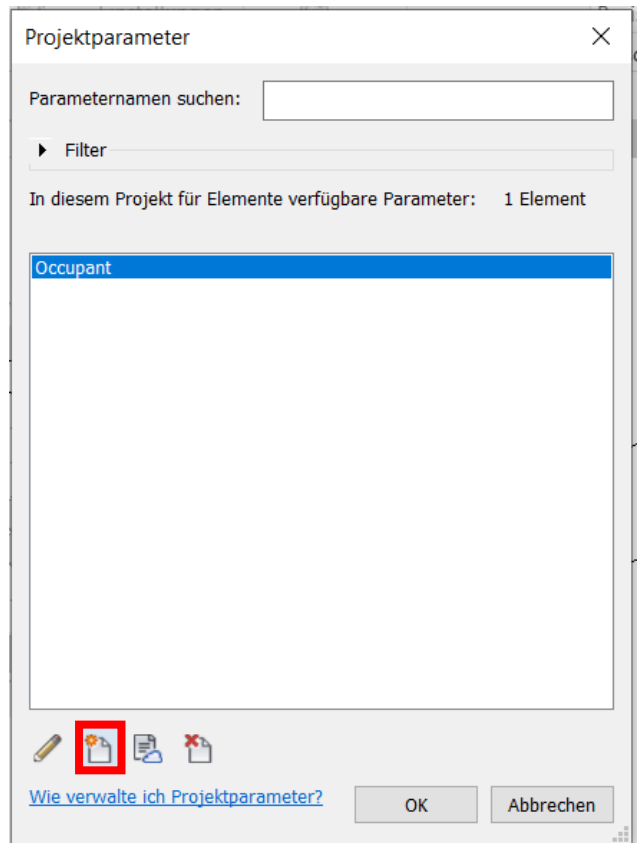 Projektparameter
Parameternamen suchen:
Filter
In diesem Projekt für Elemente verfügbare Parameter: 1 Element
Occupant
Wie verwalte ich Projektparameter?
OK
Abbrechen